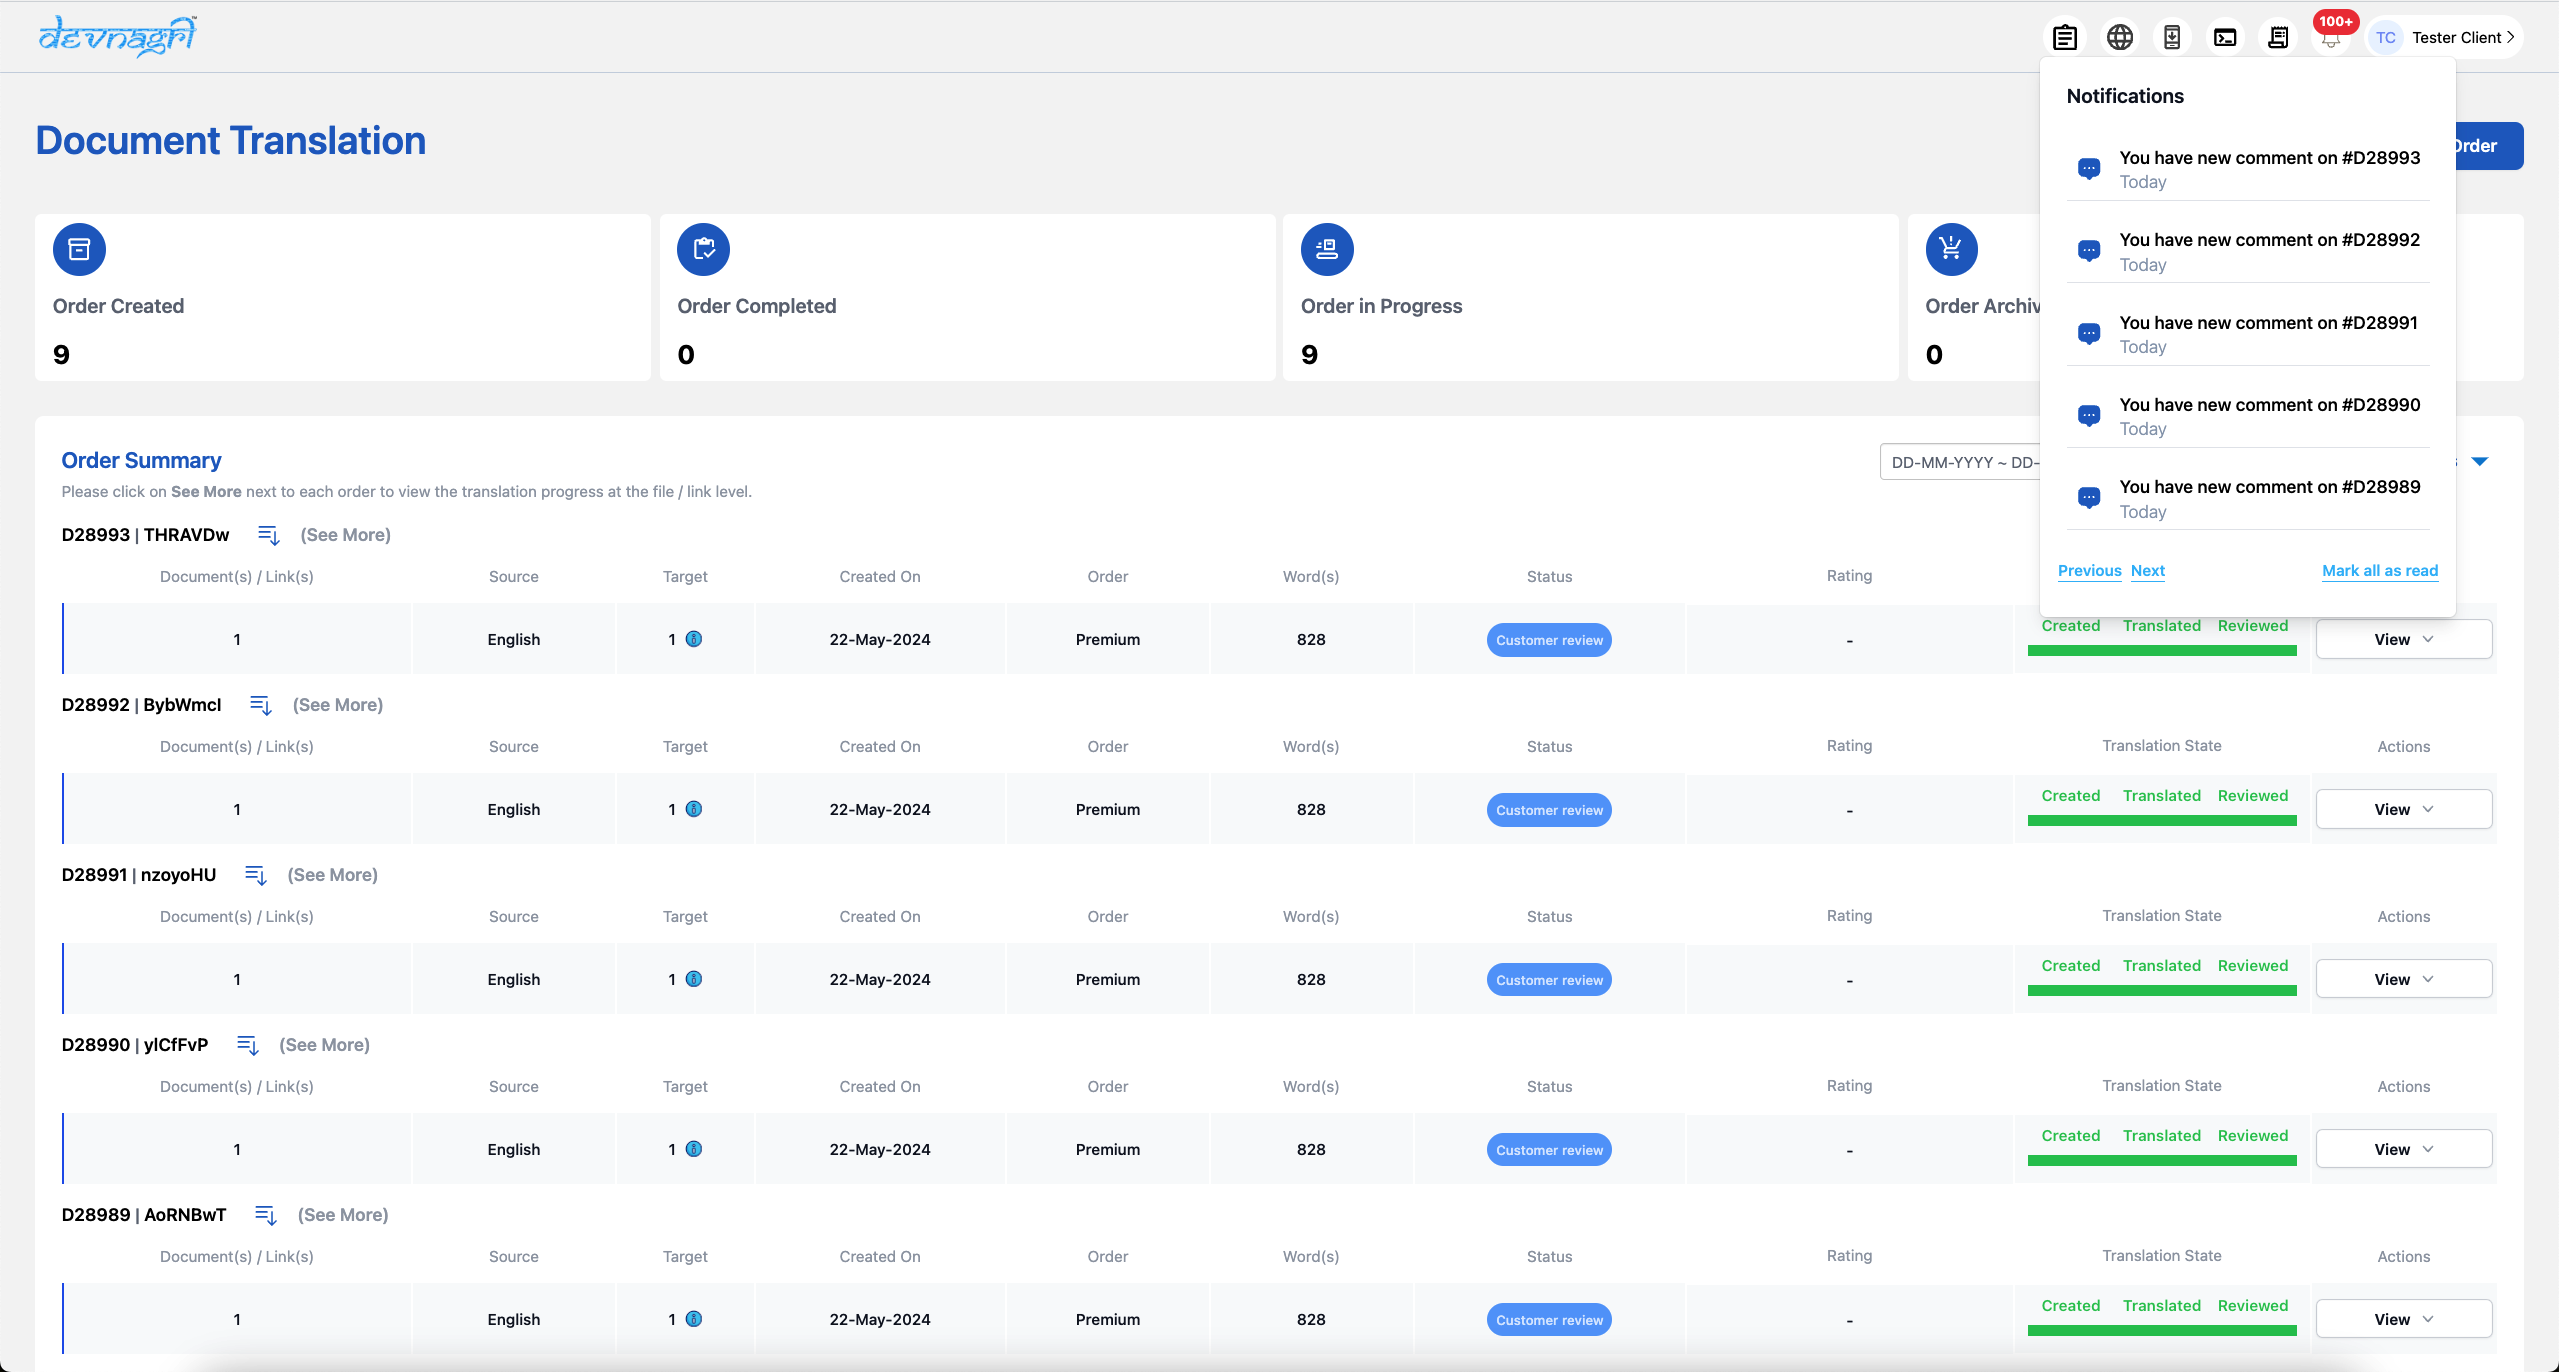 devnagri™
100+
TC Tester Client
Notifications
You have new comment on #D28993
Today
You have new comment on #D28992
Today
You have new comment on #D28991
Today
You have new comment on #D28990
Today
You have new comment on #D28989
Today
Previous Next Mark all as read
Document Translation
Order
Order Created
9
Order Completed
0
Order in Progress
9
Order Archiv
0
Order Summary
DD-MM-YYYY ~ DD-
Please click on See More next to each order to view the translation progress at the file / link level.
D28993 | THRAVDw (See More)
Document(s) / Link(s) Source Target Created On Order Word(s) Status Rating
1 English 1 22-May-2024 Premium 828 Customer review - Created Translated Reviewed View
D28992 | BybWmcl (See More)
Document(s) / Link(s) Source Target Created On Order Word(s) Status Rating Translation State Actions
1 English 1 22-May-2024 Premium 828 Customer review - Created Translated Reviewed View
D28991 | nzoyoHU (See More)
Document(s) / Link(s) Source Target Created On Order Word(s) Status Rating Translation State Actions
1 English 1 22-May-2024 Premium 828 Customer review - Created Translated Reviewed View
D28990 | ylCfFvP (See More)
Document(s) / Link(s) Source Target Created On Order Word(s) Status Rating Translation State Actions
1 English 1 22-May-2024 Premium 828 Customer review - Created Translated Reviewed View
D28989 | AoRNBwT (See More)
Document(s) / Link(s) Source Target Created On Order Word(s) Status Rating Translation State Actions
1 English 1 22-May-2024 Premium 828 Customer review - Created Translated Reviewed View